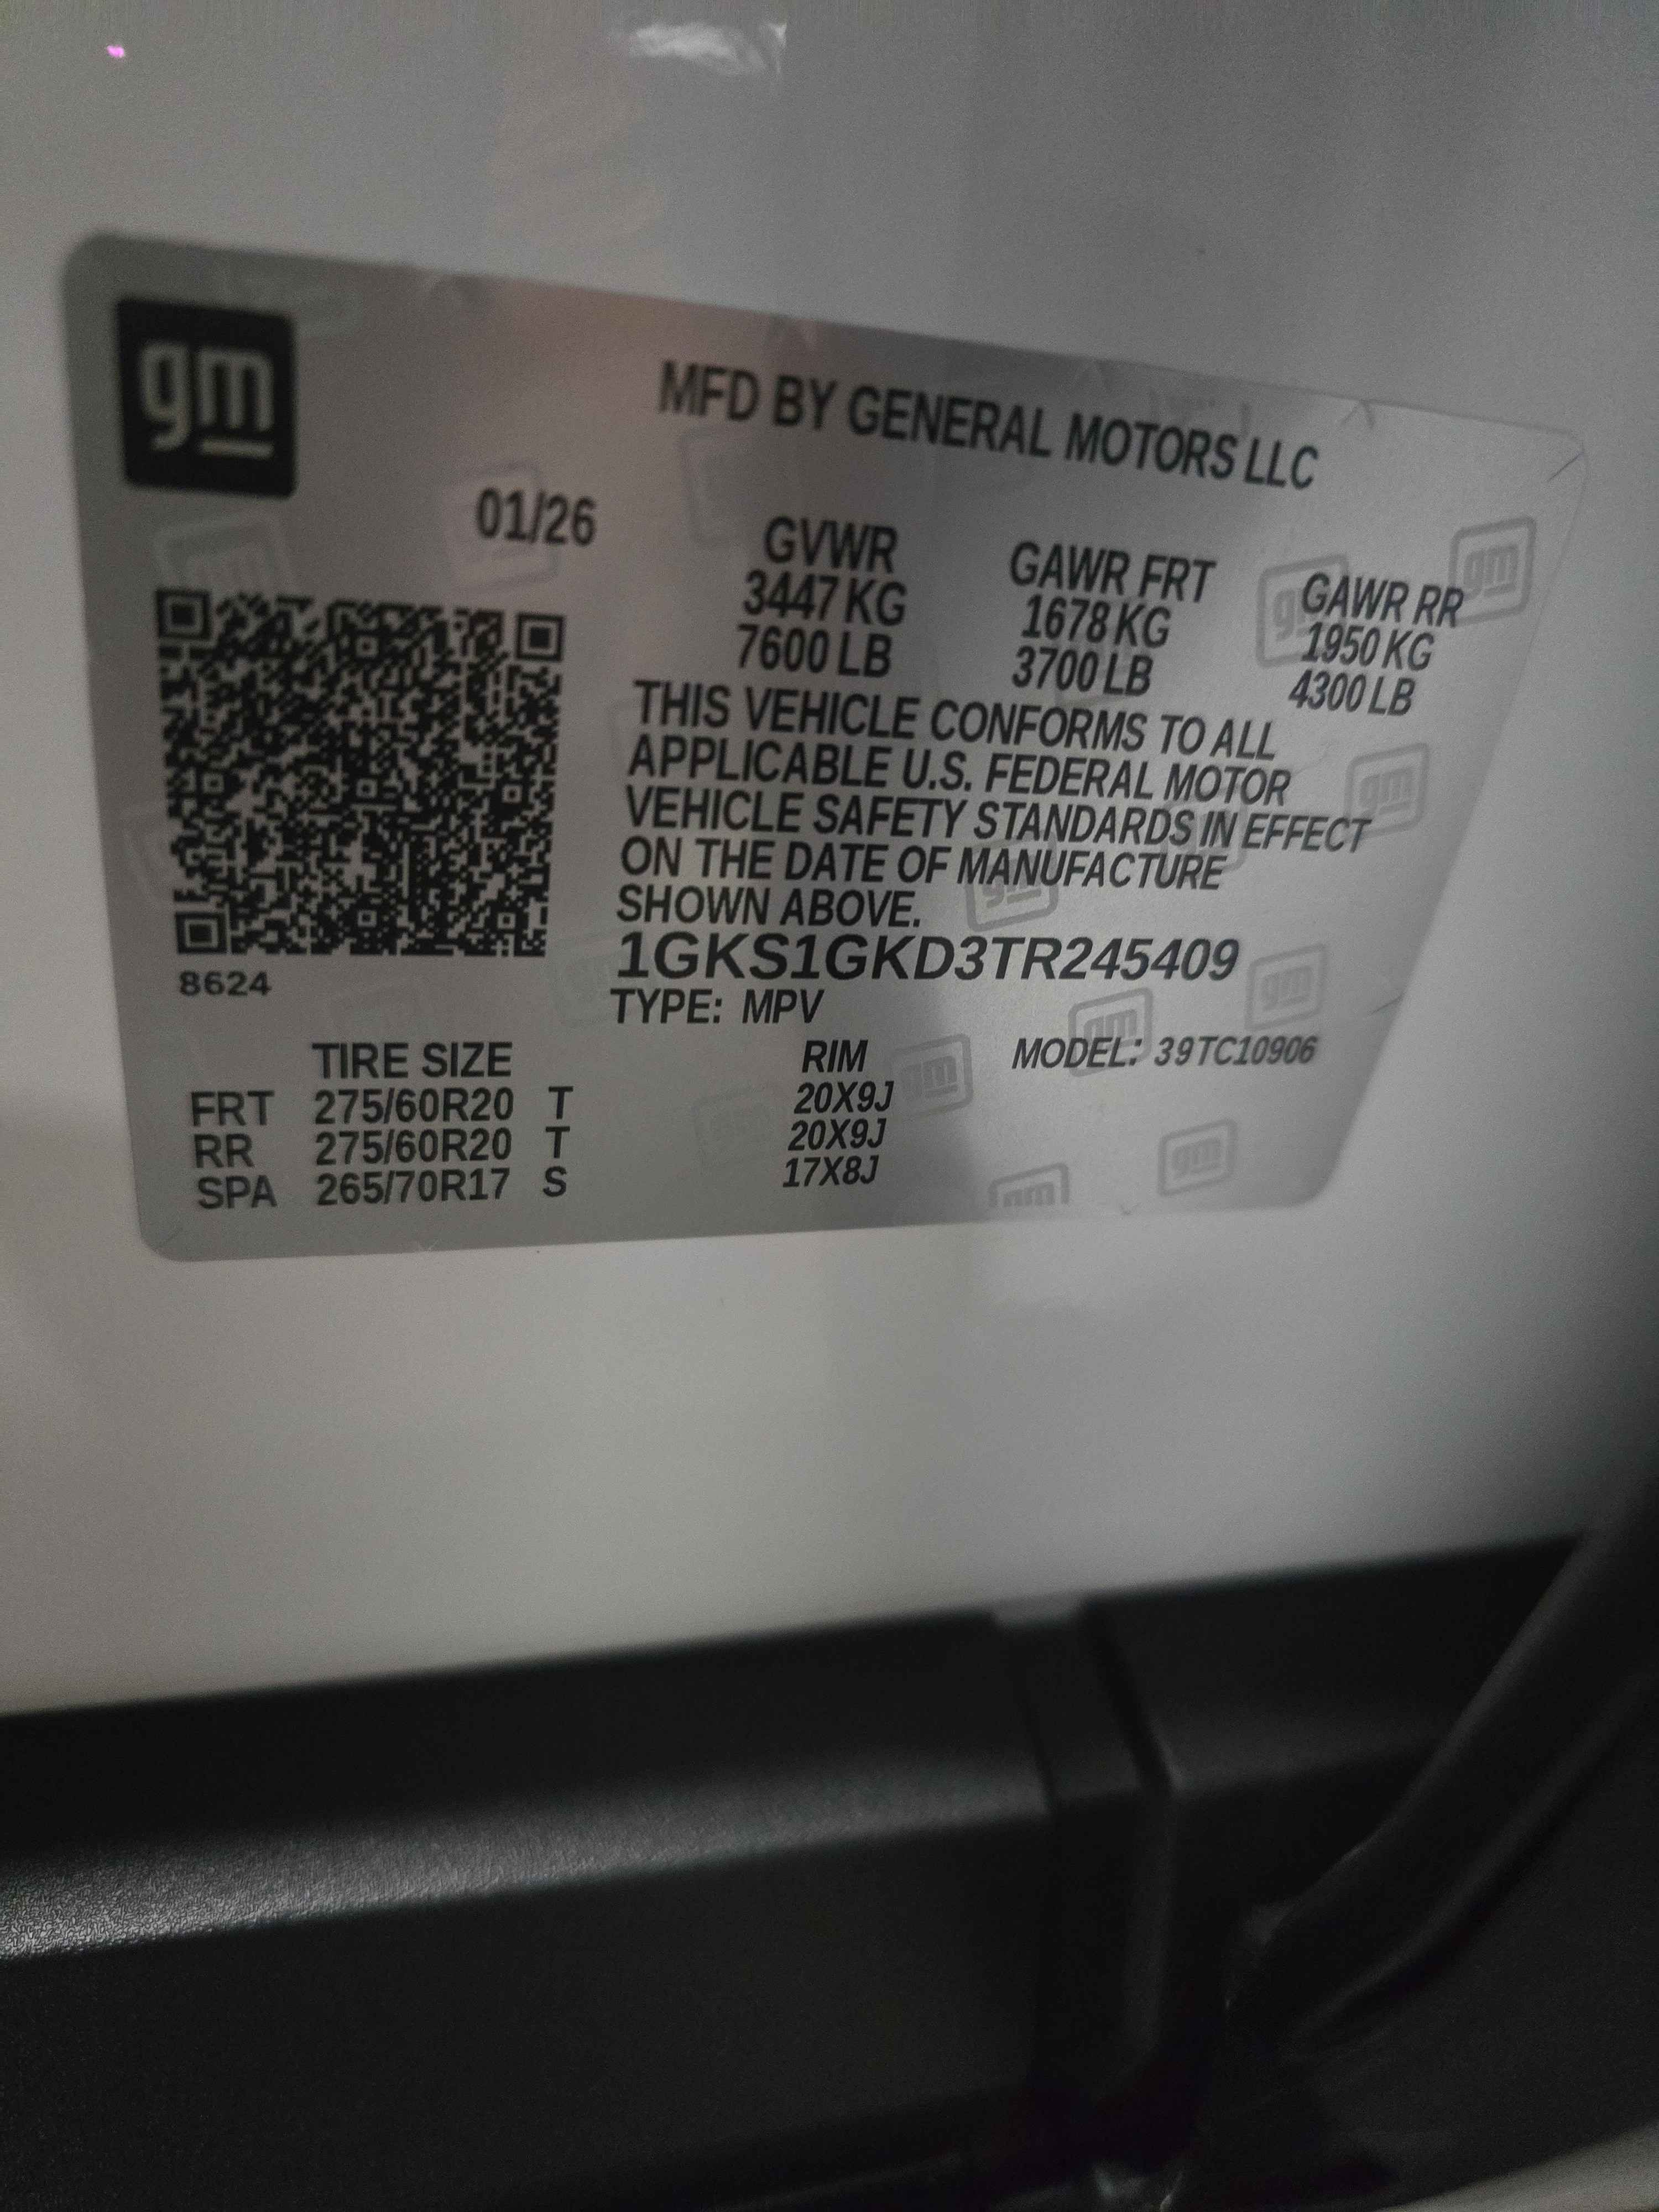 gm
MFD BY GENERAL MOTORS LLC
01/26
GVWR GAWR FRT GAWR RR
3447 KG 1678 KG 1950 KG
7600 LB 3700 LB 4300 LB
THIS VEHICLE CONFORMS TO ALL
APPLICABLE U.S. FEDERAL MOTOR
VEHICLE SAFETY STANDARDS IN EFFECT
ON THE DATE OF MANUFACTURE
SHOWN ABOVE.
1GKS1GKD3TR245409
8624
TYPE: MPV
TIRE SIZE RIM MODEL: 39TC10906
FRT 275/60R20 T 20X9J
RR 275/60R20 T 20X9J
SPA 265/70R17 S 17X8J